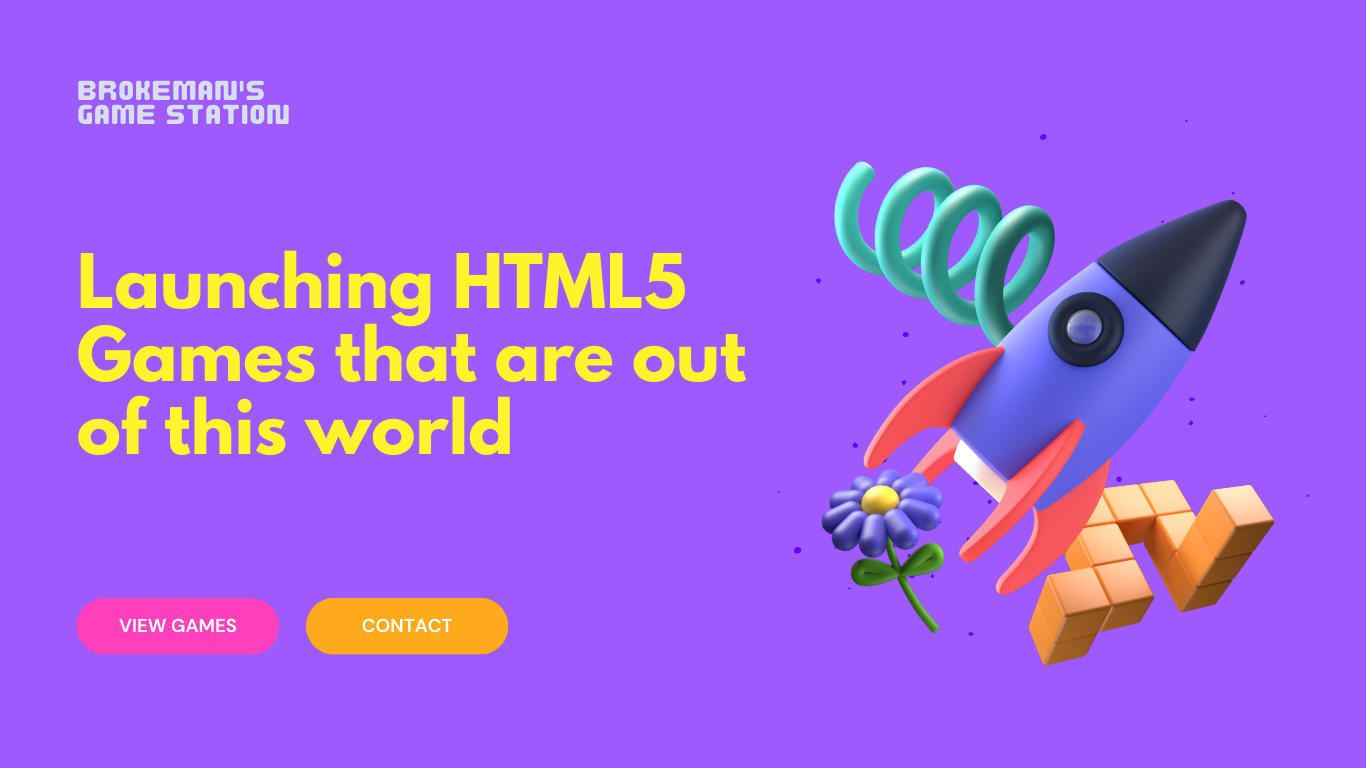 BROKEMAN'S
GAME STATION
Launching HTML5
Games that are out
of this world
VIEW GAMES
CONTACT